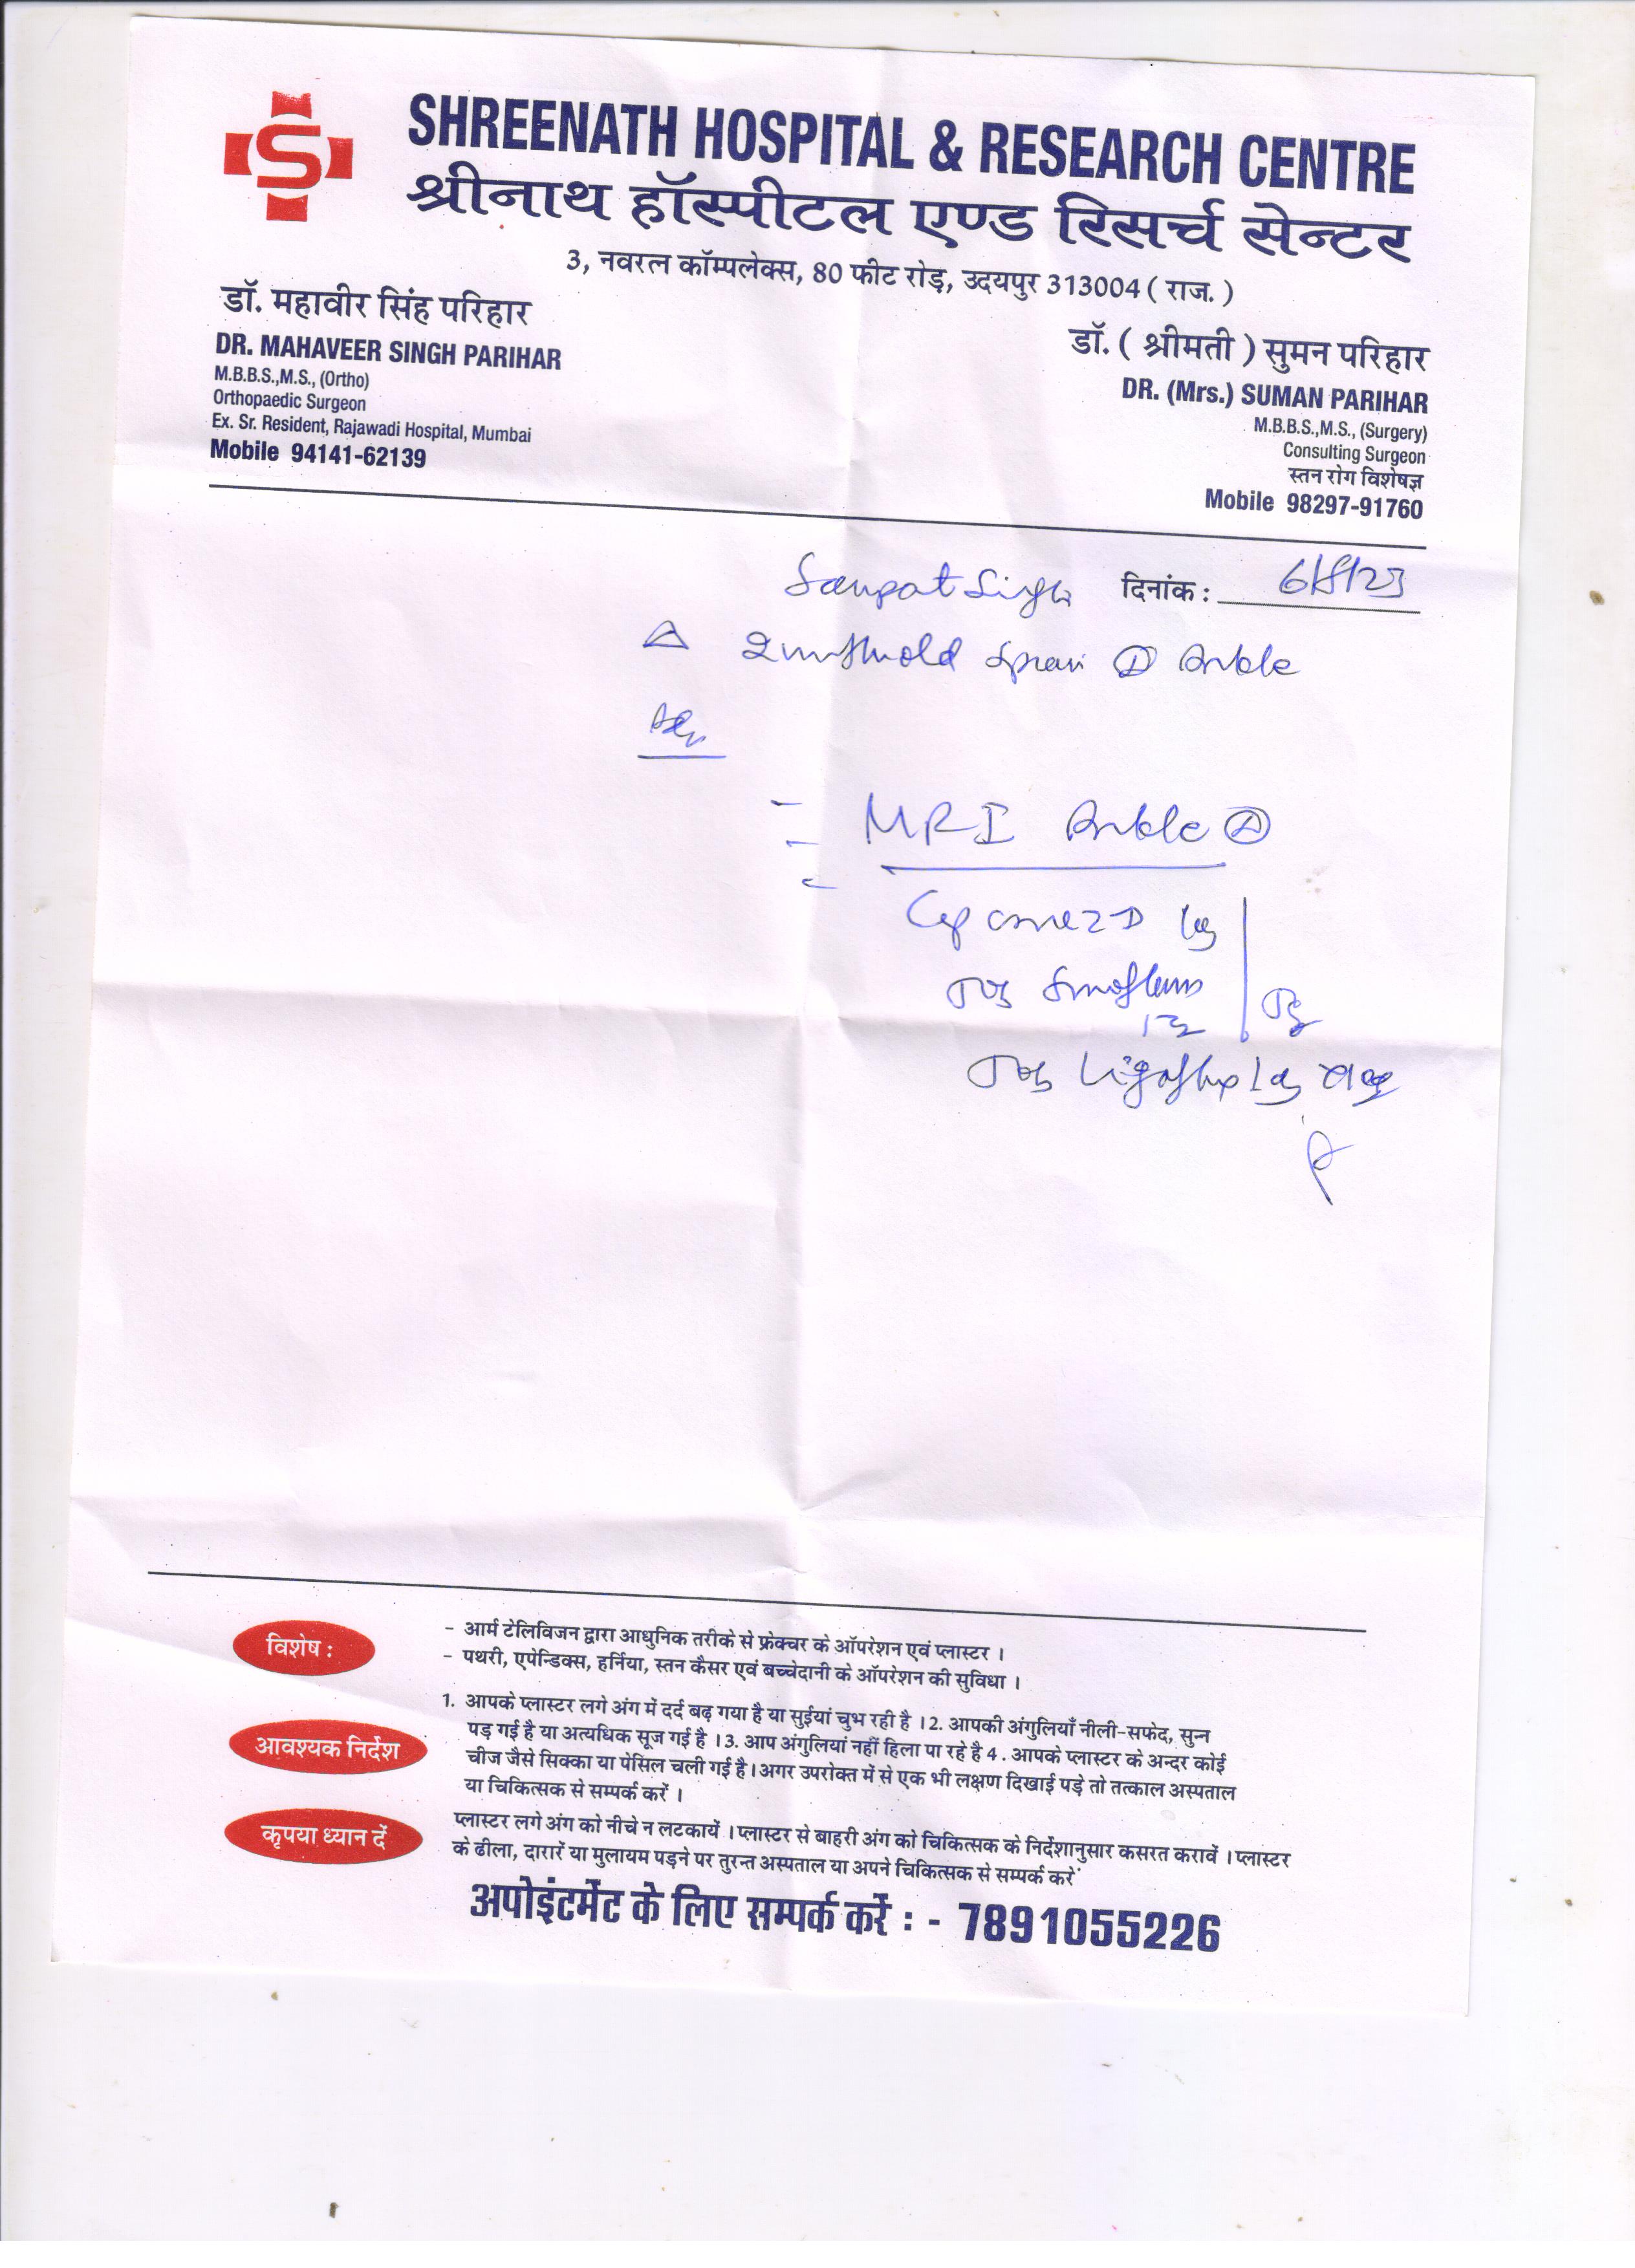 SHREENATH HOSPITAL & RESEARCH CENTRE
श्रीनाथ हॉस्पीटल एण्ड रिसर्च सेन्टर
3, नवरत्न कॉम्पलेक्स, 80 फीट रोड़, उदयपुर 313004 ( राज. )
डॉ. महावीर सिंह परिहार
DR. MAHAVEER SINGH PARIHAR
M.B.B.S.,M.S., (Ortho)
Orthopaedic Surgeon
Ex. Sr. Resident, Rajawadi Hospital, Mumbai
Mobile 94141-62139
डॉ. ( श्रीमती ) सुमन परिहार
DR. (Mrs.) SUMAN PARIHAR
M.B.B.S.,M.S., (Surgery)
Consulting Surgeon
स्तन रोग विशेषज्ञ
Mobile 98297-91760
Sampat Singh दिनांक : 6/8/23
Δ Ankle
- MRI Ankle
Cap
विशेष :
- आर्म टेलिविजन द्वारा आधुनिक तरीके से फ्रेक्चर के ऑपरेशन एवं प्लास्टर ।
- पथरी, एपेन्डिक्स, हर्निया, स्तन कैसर एवं बच्चेदानी के ऑपरेशन की सुविधा ।
आवश्यक निर्देश
1. आपके प्लास्टर लगे अंग में दर्द बढ़ गया है या सुईयां चुभ रही है । 2. आपकी अंगुलियाँ नीली-सफेद, सुन्न
पड़ गई है या अत्यधिक सूज गई है । 3. आप अंगुलियां नहीं हिला पा रहे है 4 . आपके प्लास्टर के अन्दर कोई
चीज जैसे सिक्का या पेसिल चली गई है। अगर उपरोक्त में से एक भी लक्षण दिखाई पड़े तो तत्काल अस्पताल
या चिकित्सक से सम्पर्क करें ।
कृपया ध्यान दें
प्लास्टर लगे अंग को नीचे न लटकायें । प्लास्टर से बाहरी अंग को चिकित्सक के निर्देशानुसार कसरत करावें । प्लास्टर
के ढीला, दारारें या मुलायम पड़ने पर तुरन्त अस्पताल या अपने चिकित्सक से सम्पर्क करें
अपोइंटमेंट के लिए सम्पर्क करें : - 7891055226